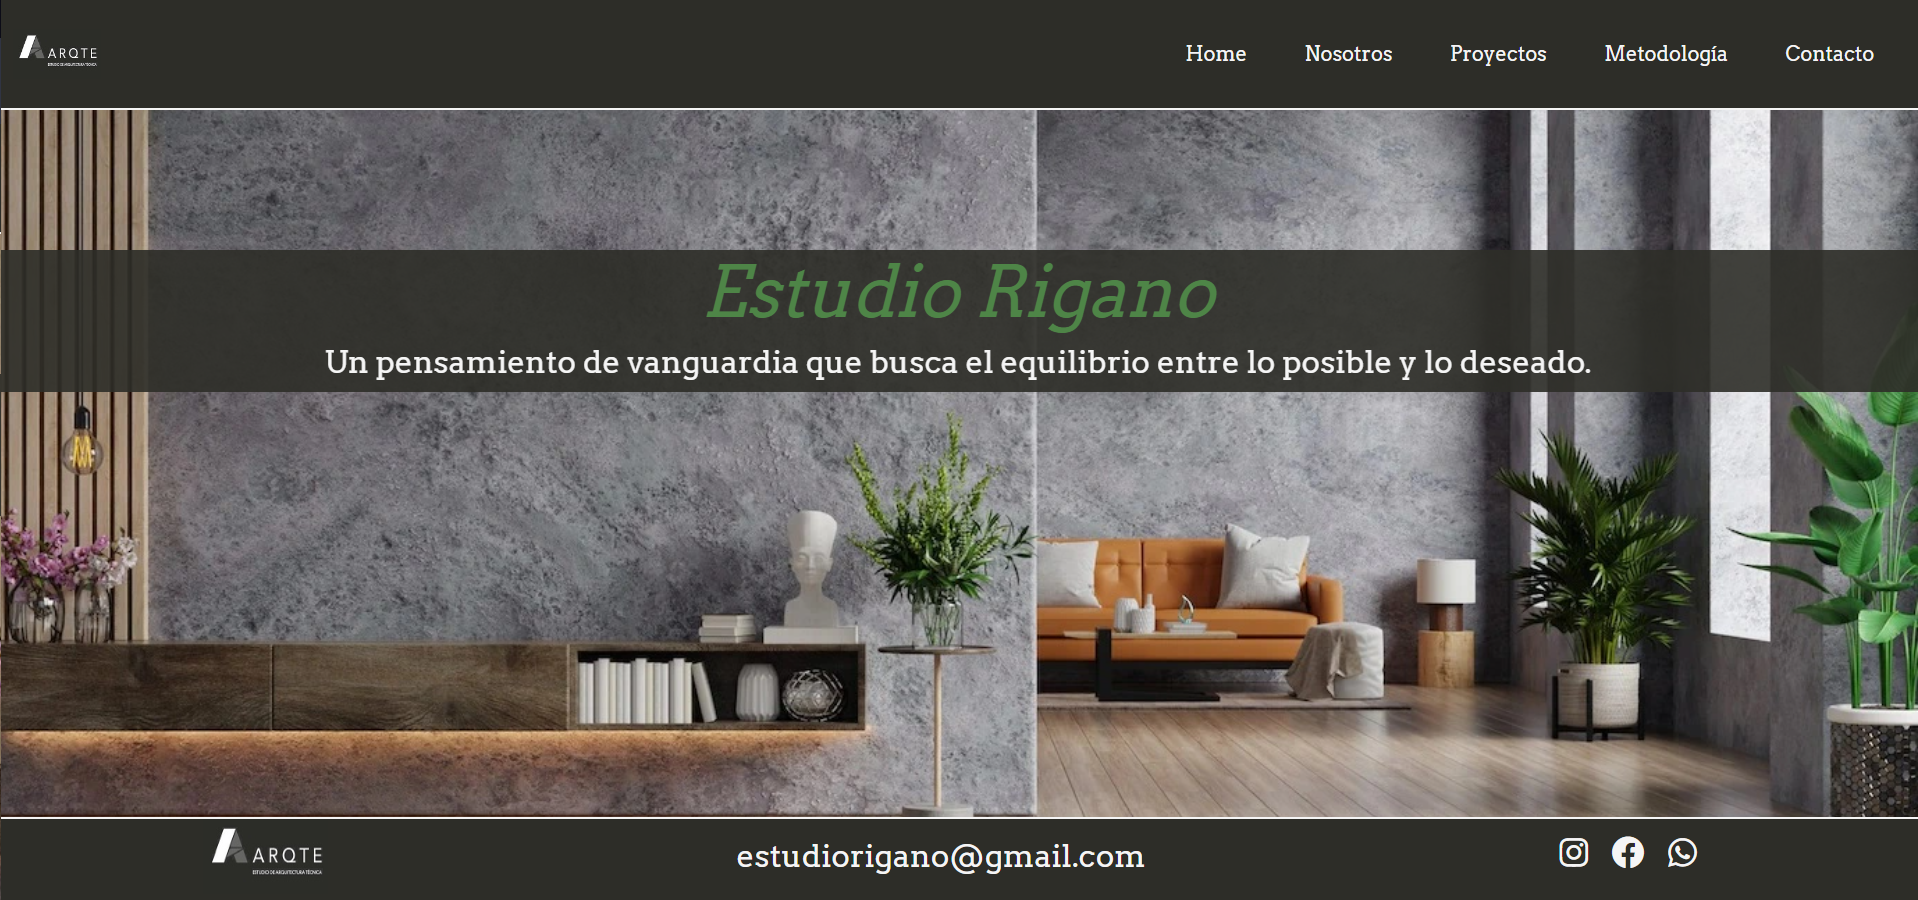 ARQTE
ESTUDIO DE ARQUITECTURA TÉCNICA
Home Nosotros Proyectos Metodología Contacto
Estudio Rigano
Un pensamiento de vanguardia que busca el equilibrio entre lo posible y lo deseado.
ARQTE
ESTUDIO DE ARQUITECTURA TÉCNICA
estudiorigano@gmail.com